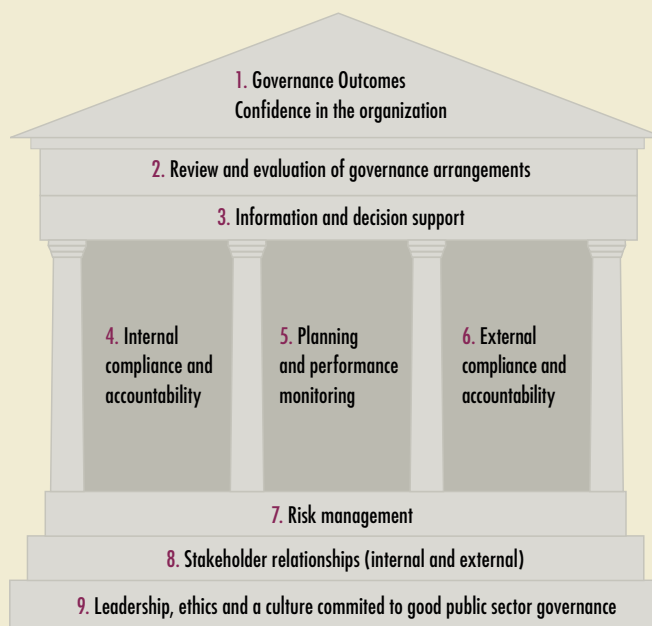 1. Governance Outcomes
Confidence in the organization
2. Review and evaluation of governance arrangements
3. Information and decision support
4. Internal
compliance and
accountability
5. Planning
and performance
monitoring
6. External
compliance and
accountability
7. Risk management
8. Stakeholder relationships (internal and external)
9. Leadership, ethics and a culture commited to good public sector governance